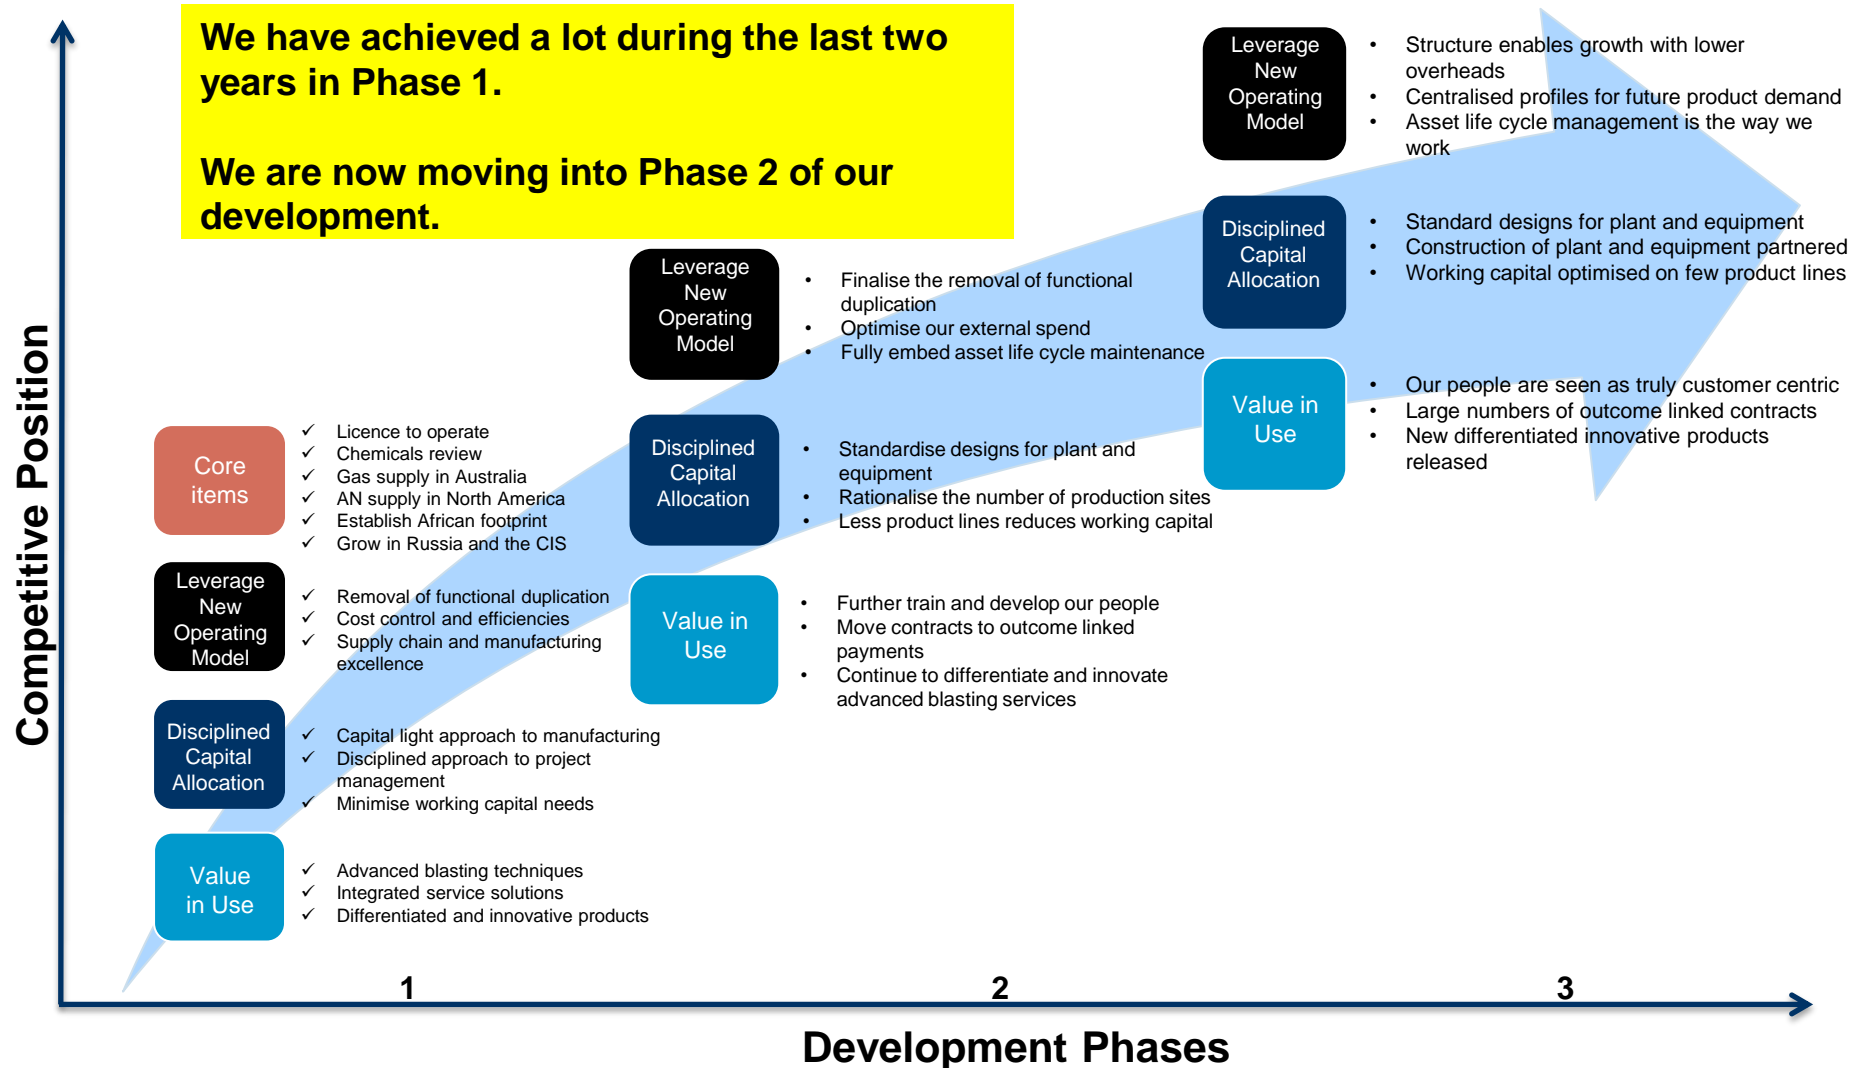 We have achieved a lot during the last two
years in Phase 1.
We are now moving into Phase 2 of our
development.
Competitive Position
Core
items
✓ Licence to operate
✓ Chemicals review
✓ Gas supply in Australia
✓ AN supply in North America
✓ Establish African footprint
✓ Grow in Russia and the CIS
Leverage
New
Operating
Model
✓ Removal of functional duplication
✓ Cost control and efficiencies
✓ Supply chain and manufacturing
excellence
Disciplined
Capital
Allocation
✓ Capital light approach to manufacturing
✓ Disciplined approach to project
management
✓ Minimise working capital needs
Value
in Use
✓ Advanced blasting techniques
✓ Integrated service solutions
✓ Differentiated and innovative products
Leverage
New
Operating
Model
• Finalise the removal of functional
duplication
• Optimise our external spend
• Fully embed asset life cycle maintenance
Disciplined
Capital
Allocation
• Standardise designs for plant and
equipment
• Rationalise the number of production sites
• Less product lines reduces working capital
Value in
Use
• Further train and develop our people
• Move contracts to outcome linked
payments
• Continue to differentiate and innovate
advanced blasting services
Leverage
New
Operating
Model
• Structure enables growth with lower
overheads
• Centralised profiles for future product demand
• Asset life cycle management is the way we
work
Disciplined
Capital
Allocation
• Standard designs for plant and equipment
• Construction of plant and equipment partnered
• Working capital optimised on few product lines
Value in
Use
• Our people are seen as truly customer centric
• Large numbers of outcome linked contracts
• New differentiated innovative products
released
1
2
3
Development Phases